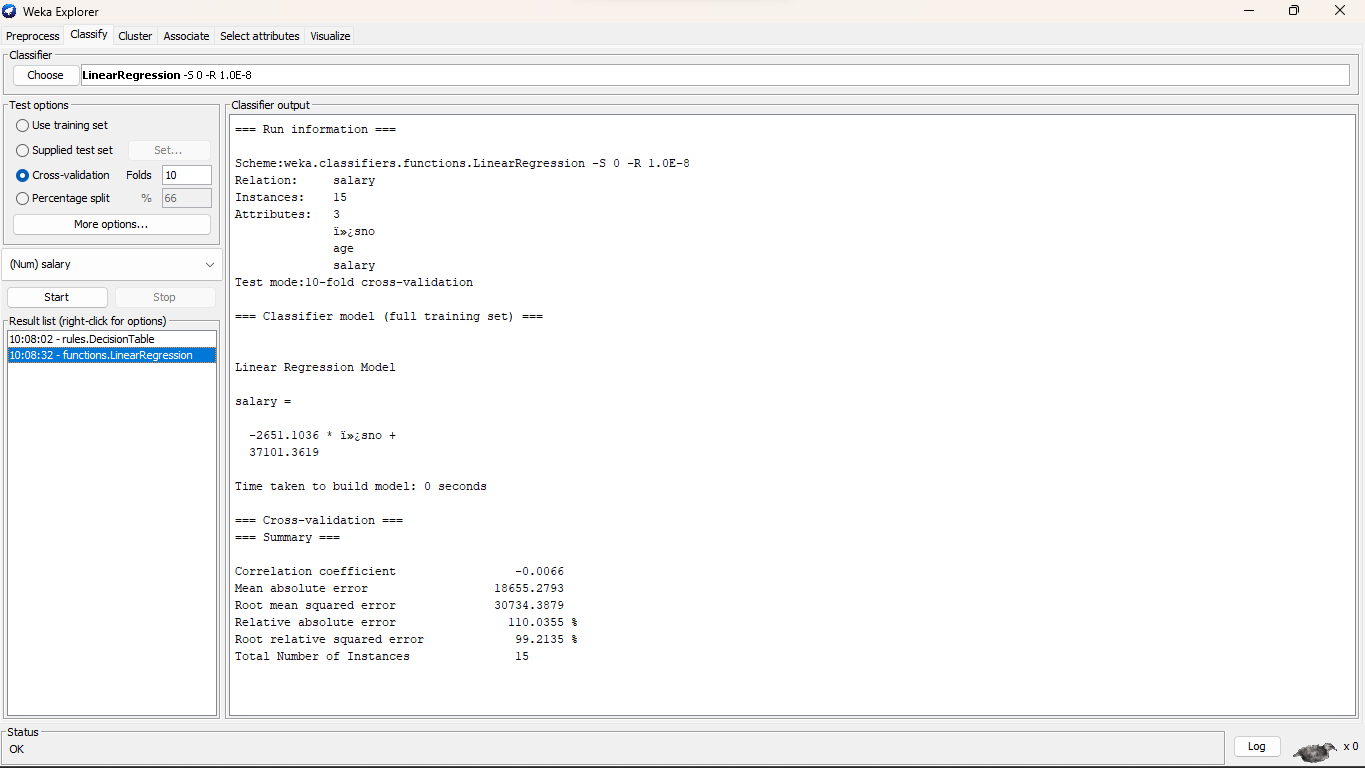 Weka Explorer
Preprocess Classify Cluster Associate Select attributes Visualize
Classifier
Choose LinearRegression -S 0 -R 1.0E-8
Test options
Use training set
Supplied test set Set...
Cross-validation Folds 10
Percentage split % 66
More options...
(Num) salary
Start Stop
Result list (right-click for options)
10:08:02 - rules.DecisionTable
10:08:32 - functions.LinearRegression
Classifier output
=== Run information ===
Scheme:weka.classifiers.functions.LinearRegression -S 0 -R 1.0E-8
Relation: salary
Instances: 15
Attributes: 3
ï»¿sno
age
salary
Test mode:10-fold cross-validation
=== Classifier model (full training set) ===
Linear Regression Model
salary =
-2651.1036 * ï»¿sno +
37101.3619
Time taken to build model: 0 seconds
=== Cross-validation ===
=== Summary ===
Correlation coefficient -0.0066
Mean absolute error 18655.2793
Root mean squared error 30734.3879
Relative absolute error 110.0355 %
Root relative squared error 99.2135 %
Total Number of Instances 15
Status
OK
Log x 0